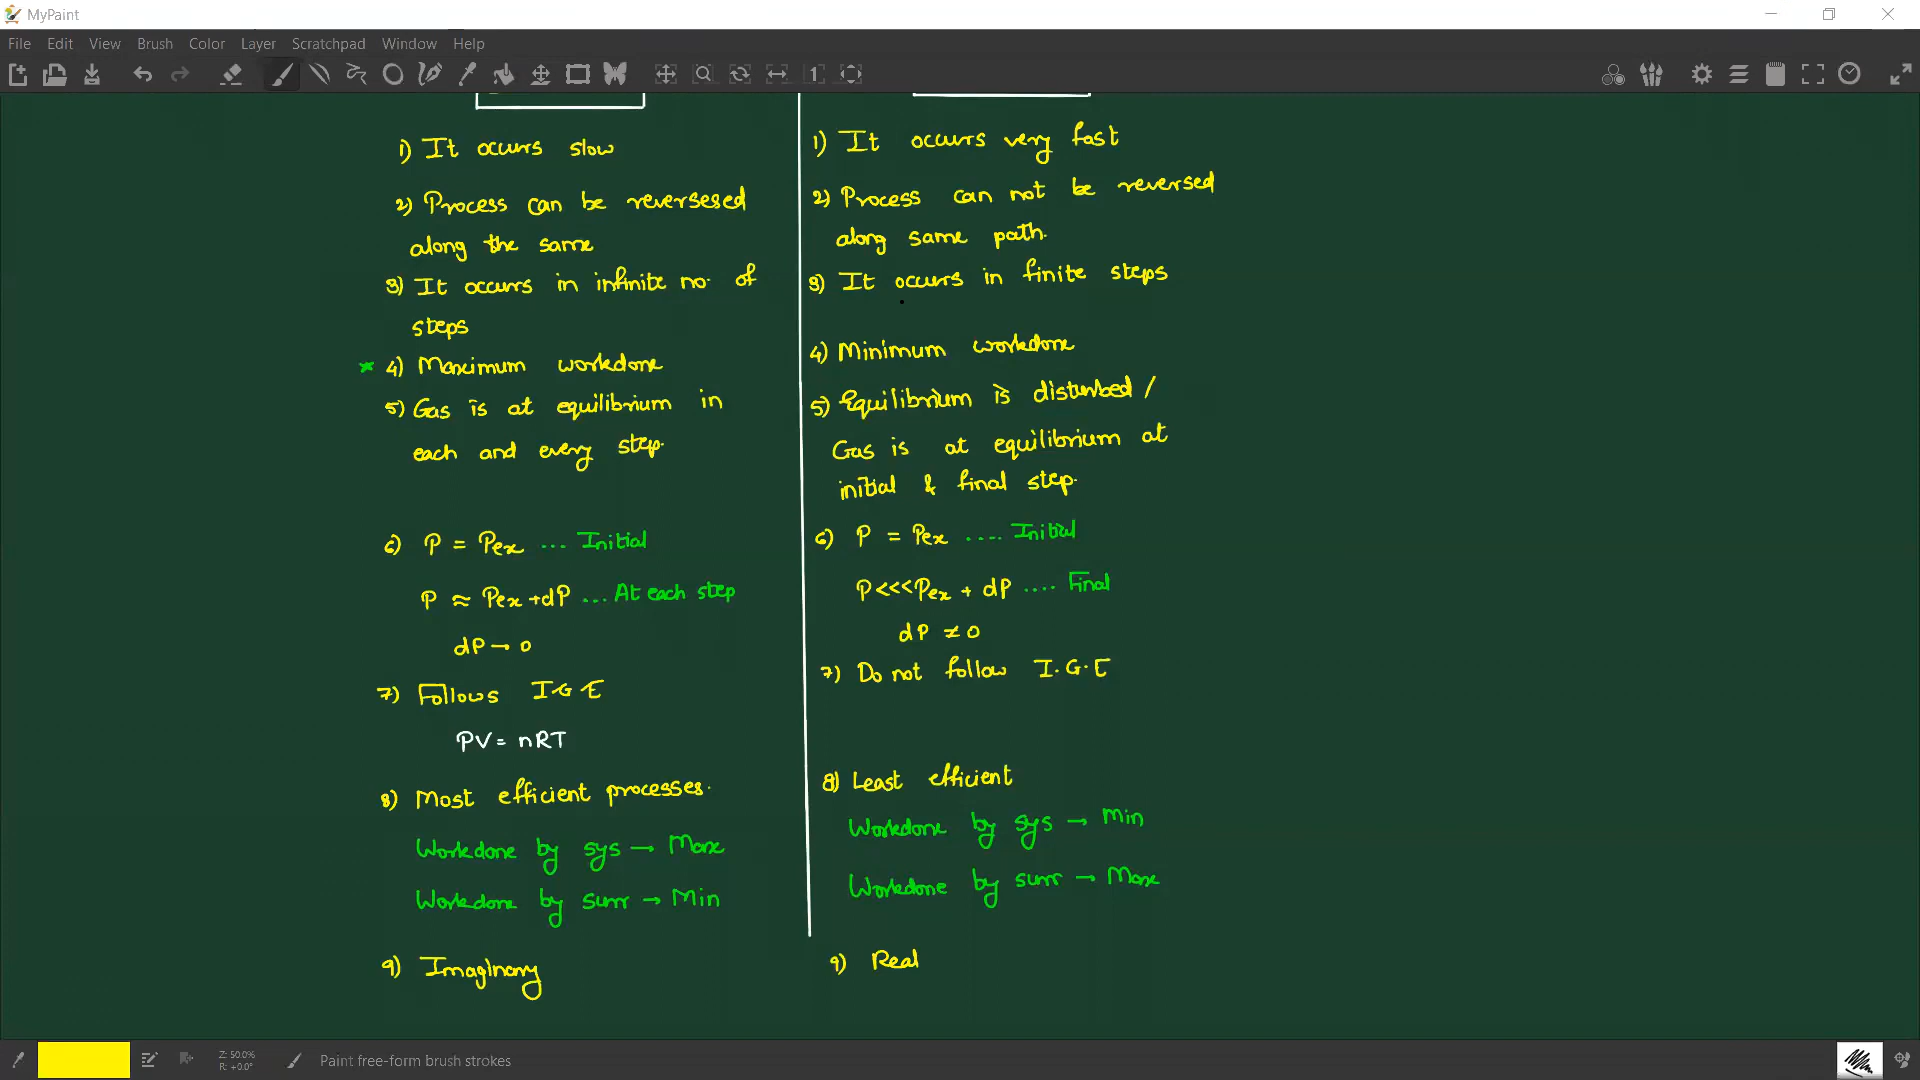 MyPaint
File Edit View Brush Color Layer Scratchpad Window Help
1) It occurs slow
2) Process can be reversesed
along the same
3) It occurs in infinite no. of
steps
* 4) Maximum workdone
5) Gas is at equilibrium in
each and every step.
6) P = Pex ... Initial
P ≈ Pex + dP ... At each step
dP → 0
7) Follows I.G.E
PV = nRT
8) Most efficient processes.
Workdone by sys → Max
Workdone by surr → Min
9) Imaginary
1) It occurs very fast
2) Process can not be reversed
along same path.
3) It occurs in finite steps
4) Minimum workdone
5) Equilibrium is disturbed /
Gas is at equilibrium at
initial & final step.
6) P = Pex .... Initial
P <<< Pex + dP .... Final
dP ≠ 0
7) Do not follow I.G.E
8) Least efficient
Workdone by sys → Min
Workdone by surr → Max
9) Real
Z: 50.0%
R: +0.0°
Paint free-form brush strokes